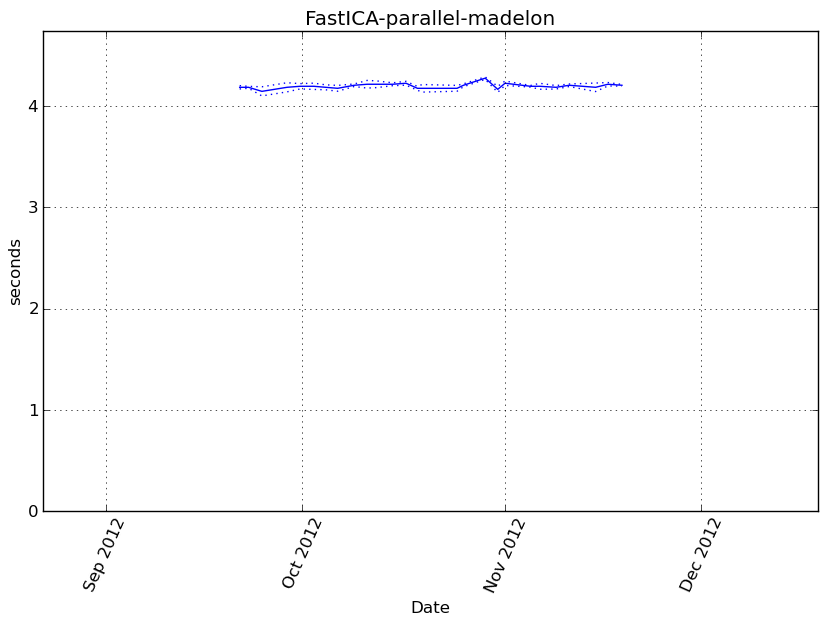 FastICA-parallel-madelon
4
3
2
1
0
seconds
Sep 2012
Oct 2012
Nov 2012
Dec 2012
Date